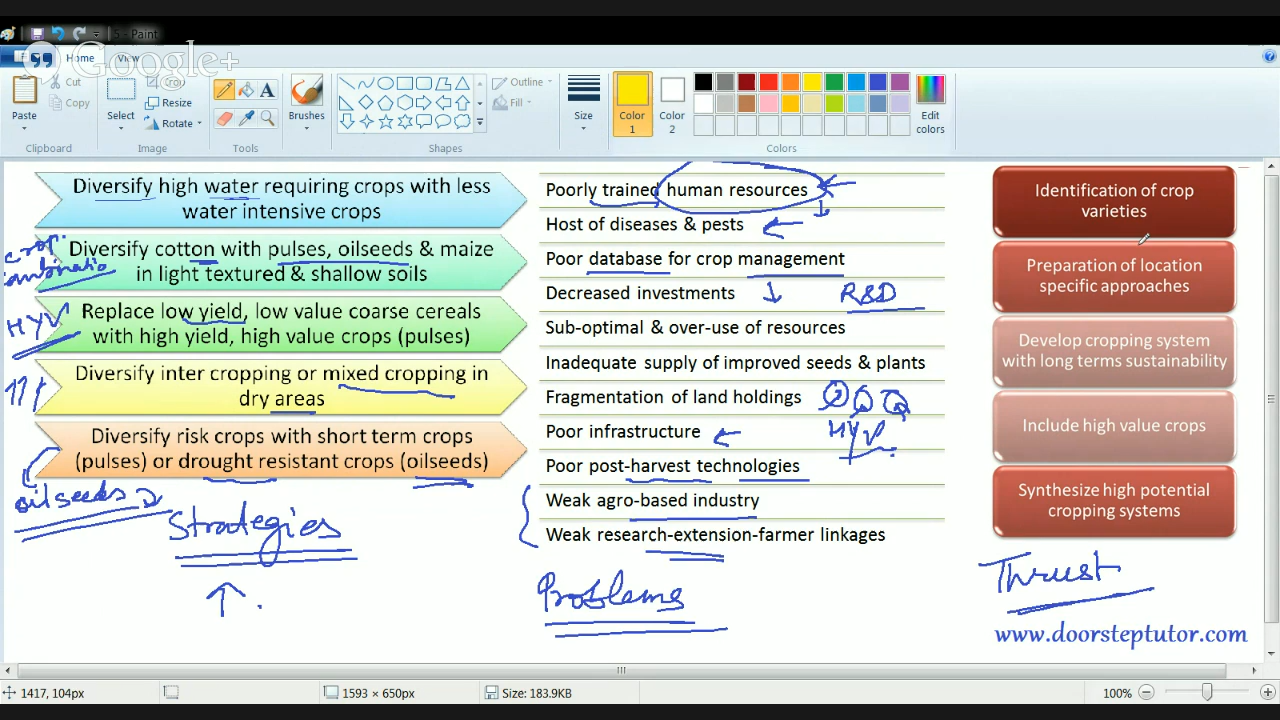 S - Paint
Google+
Home
View
Paste
Cut
Copy
Clipboard
Select
Crop
Resize
Rotate
Image
A
Tools
Brushes
Shapes
Outline
Fill
Size
Color 1
Color 2
Edit colors
Colors
Diversify high water requiring crops with less
water intensive crops
Diversify cotton with pulses, oilseeds & maize
in light textured & shallow soils
Replace low yield, low value coarse cereals
with high yield, high value crops (pulses)
Diversify inter cropping or mixed cropping in
dry areas
Diversify risk crops with short term crops
(pulses) or drought resistant crops (oilseeds)
crop
combinatio
HYV
oilseeds
Strategies
Poorly trained human resources
Host of diseases & pests
Poor database for crop management
Decreased investments
R&D
Sub-optimal & over-use of resources
Inadequate supply of improved seeds & plants
Fragmentation of land holdings
Poor infrastructure
HYV
Poor post-harvest technologies
Weak agro-based industry
Weak research-extension-farmer linkages
Problems
Identification of crop
varieties
Preparation of location
specific approaches
Develop cropping system
with long terms sustainability
Include high value crops
Synthesize high potential
cropping systems
Thrust
www.doorsteptutor.com
1417, 104px
1593 × 650px
Size: 183.9KB
100%